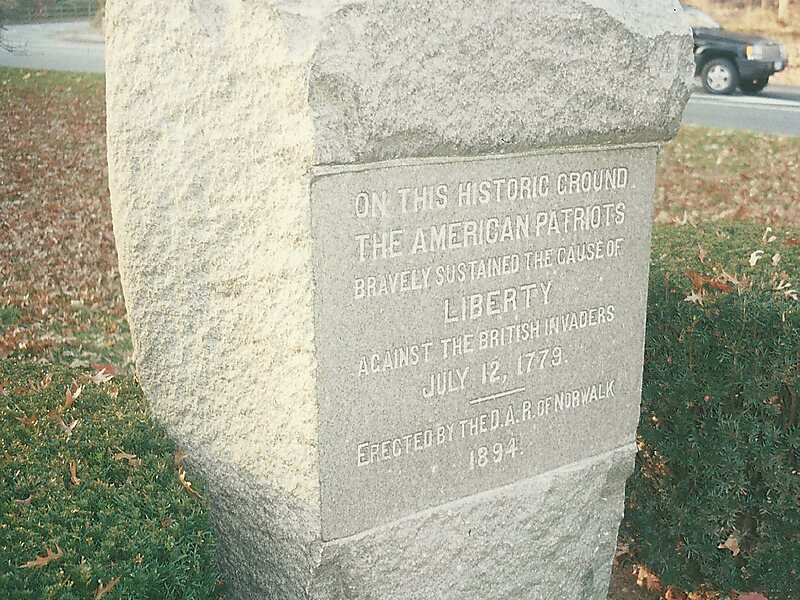 ON THIS HISTORIC GROUND
THE AMERICAN PATRIOTS
BRAVELY SUSTAINED THE CAUSE OF
LIBERTY
AGAINST THE BRITISH INVADERS
JULY 12, 1779.
ERECTED BY THE D.A.R. OF NORWALK
1894.